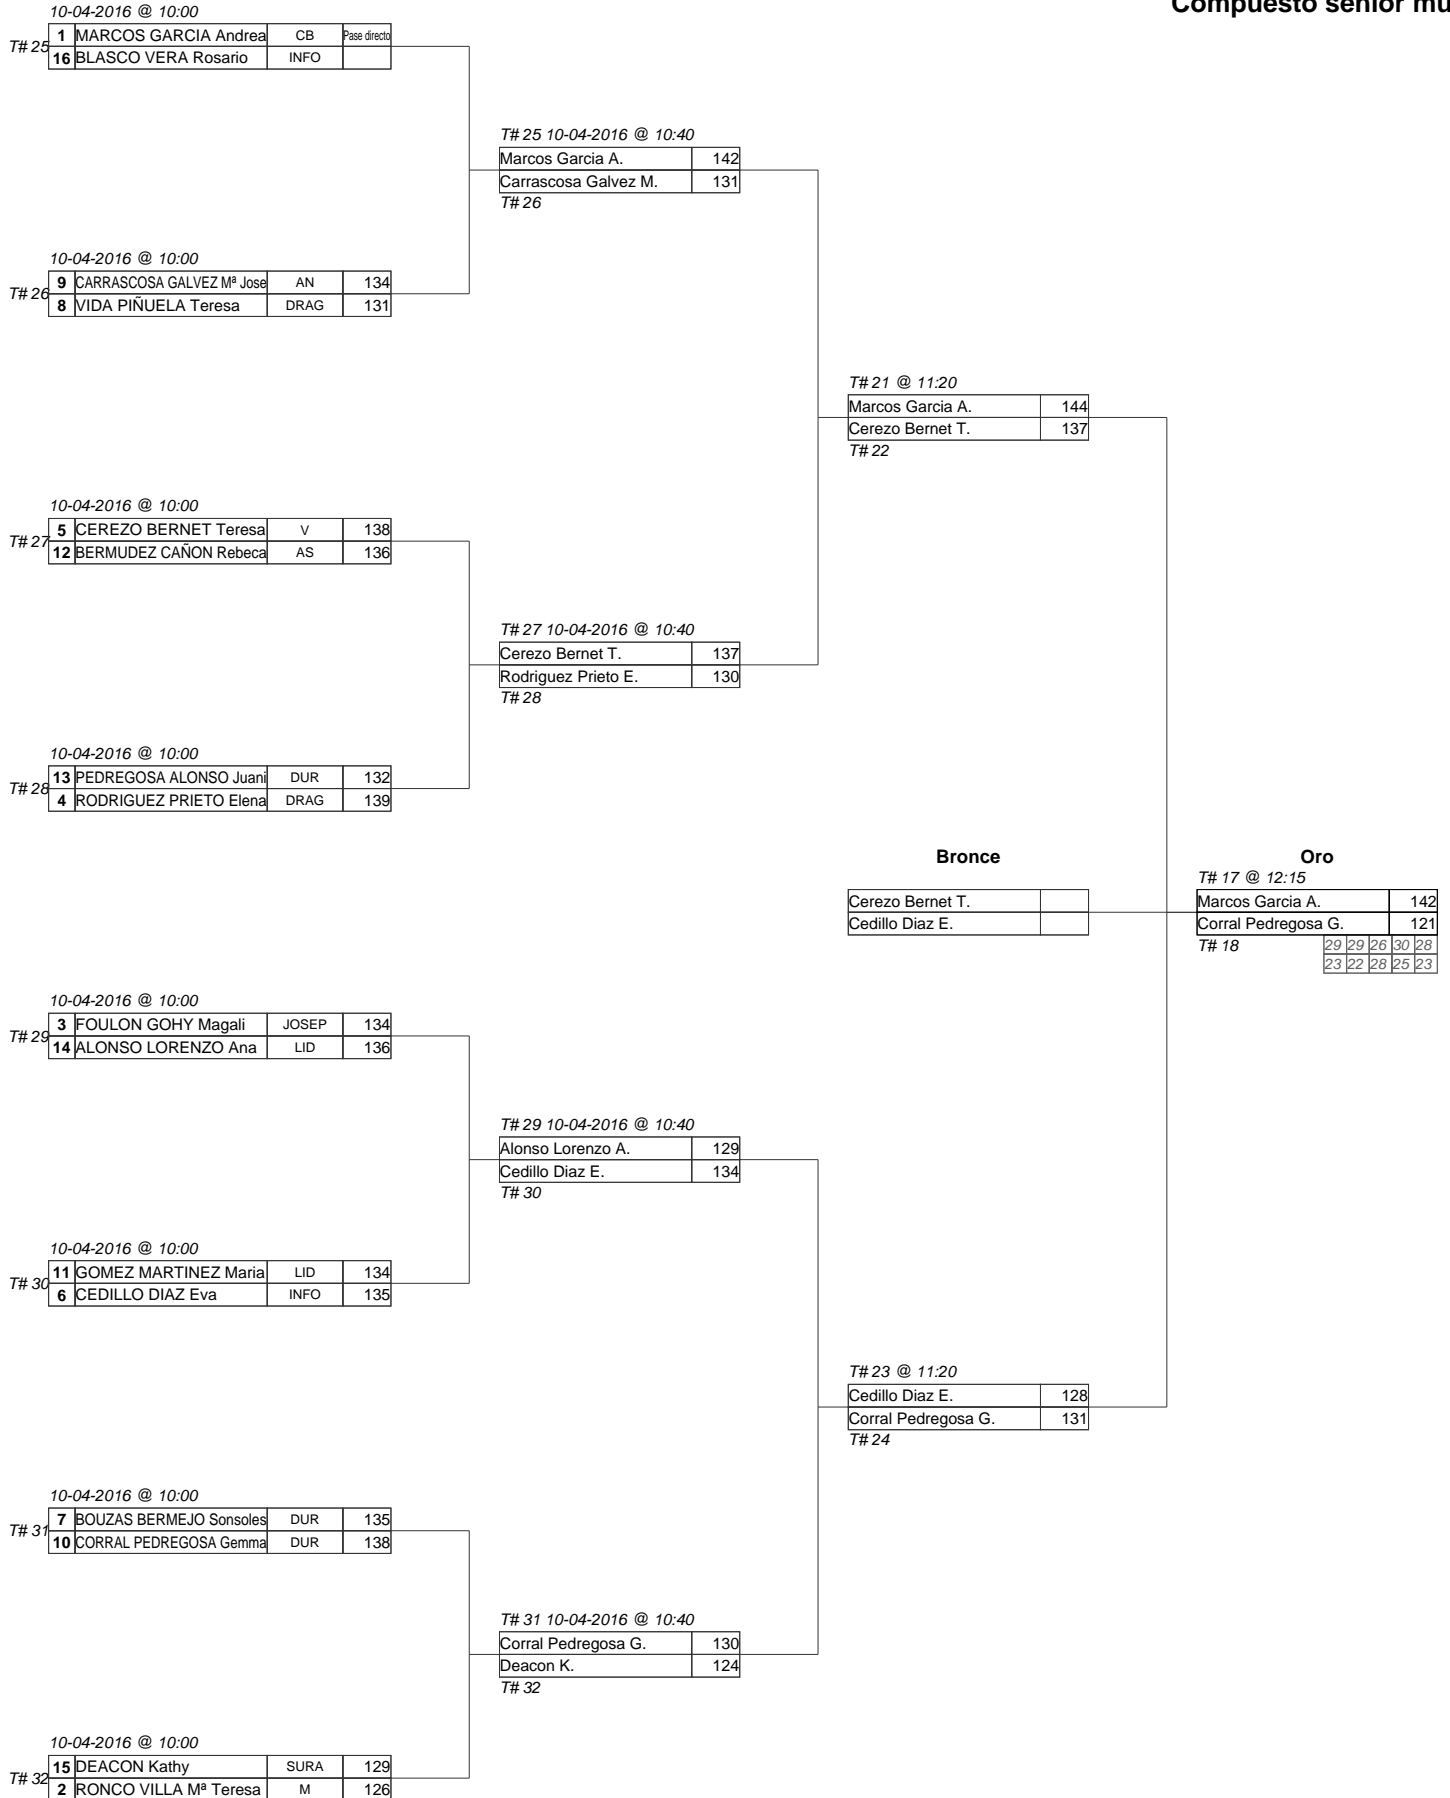 Compuesto senior mu
10-04-2016 @ 10:00
T# 25
1 MARCOS GARCIA Andrea CB Pase directo
16 BLASCO VERA Rosario INFO
T# 25 10-04-2016 @ 10:40
Marcos Garcia A. 142
Carrascosa Galvez M. 131
T# 26
10-04-2016 @ 10:00
T# 26
9 CARRASCOSA GALVEZ Mª Jose AN 134
8 VIDA PIÑUELA Teresa DRAG 131
T# 21 @ 11:20
Marcos Garcia A. 144
Cerezo Bernet T. 137
T# 22
10-04-2016 @ 10:00
T# 27
5 CEREZO BERNET Teresa V 138
12 BERMUDEZ CAÑON Rebeca AS 136
T# 27 10-04-2016 @ 10:40
Cerezo Bernet T. 137
Rodriguez Prieto E. 130
T# 28
10-04-2016 @ 10:00
T# 28
13 PEDREGOSA ALONSO Juani DUR 132
4 RODRIGUEZ PRIETO Elena DRAG 139
Bronce
Cerezo Bernet T.
Cedillo Diaz E.
Oro
T# 17 @ 12:15
Marcos Garcia A. 142
Corral Pedregosa G. 121
T# 18
29 29 26 30 28
23 22 28 25 23
10-04-2016 @ 10:00
T# 29
3 FOULON GOHY Magali JOSEP 134
14 ALONSO LORENZO Ana LID 136
T# 29 10-04-2016 @ 10:40
Alonso Lorenzo A. 129
Cedillo Diaz E. 134
T# 30
10-04-2016 @ 10:00
T# 30
11 GOMEZ MARTINEZ Maria LID 134
6 CEDILLO DIAZ Eva INFO 135
T# 23 @ 11:20
Cedillo Diaz E. 128
Corral Pedregosa G. 131
T# 24
10-04-2016 @ 10:00
T# 31
7 BOUZAS BERMEJO Sonsoles DUR 135
10 CORRAL PEDREGOSA Gemma DUR 138
T# 31 10-04-2016 @ 10:40
Corral Pedregosa G. 130
Deacon K. 124
T# 32
10-04-2016 @ 10:00
T# 32
15 DEACON Kathy SURA 129
2 RONCO VILLA Mª Teresa M 126